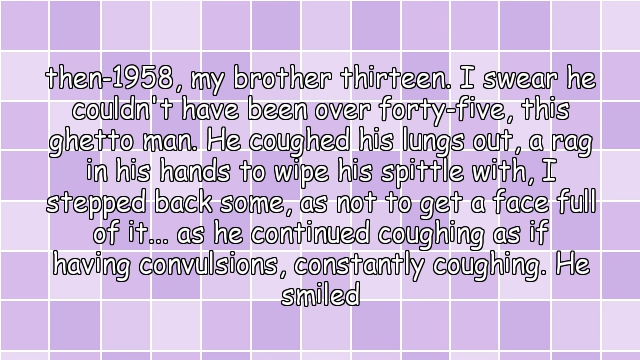 then-1958, my brother thirteen. I swear he
couldn't have been over forty-five, this
ghetto man. He coughed his lungs out, a rag
in his hands to wipe his spittle with, I
stepped back some, as not to get a face full
of it... as he continued coughing as if
having convulsions, constantly coughing. He
smiled